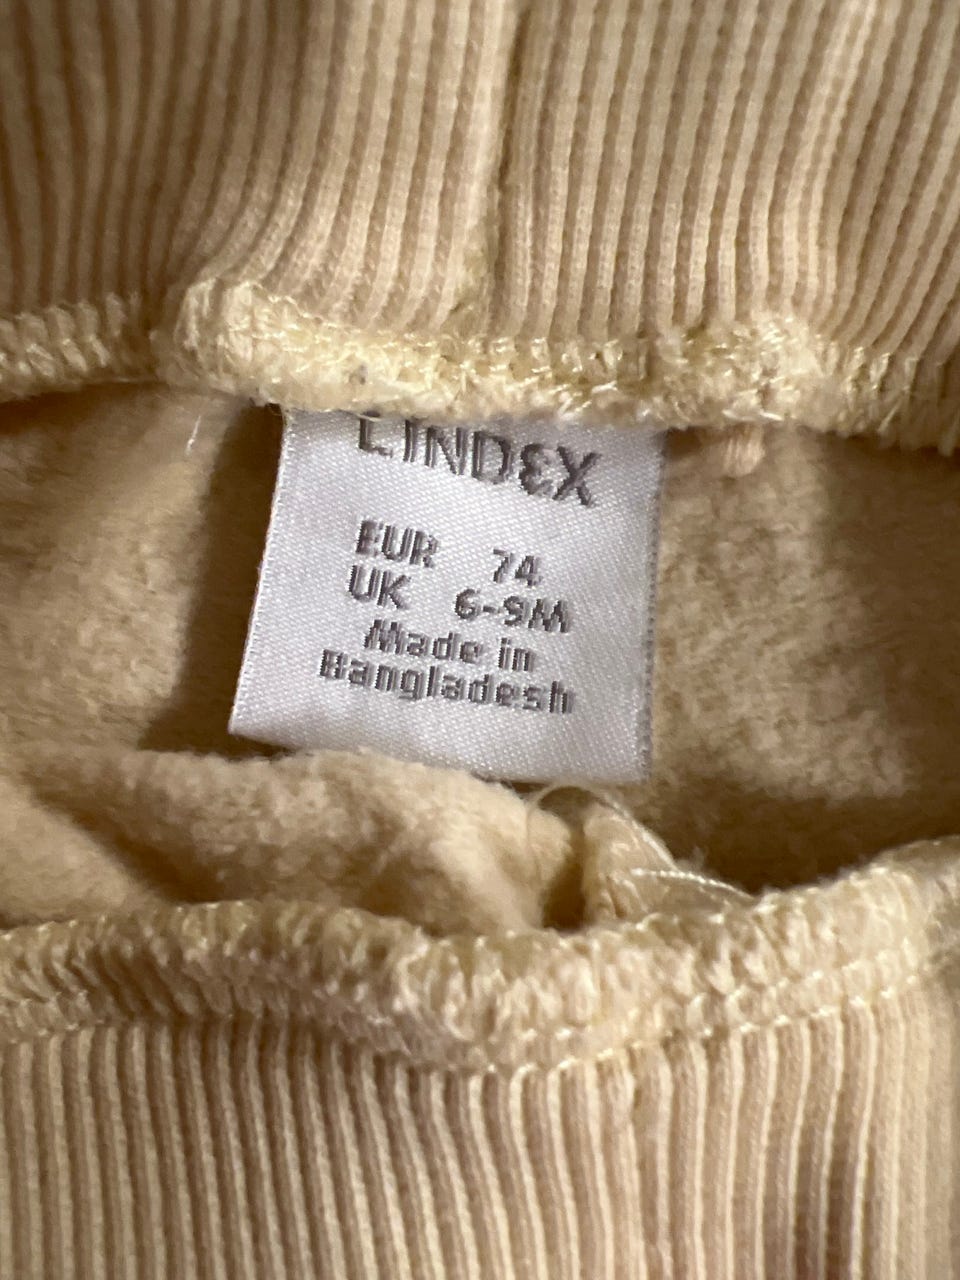 LINDEX
EUR 74
UK 6-9M
Made in
Bangladesh